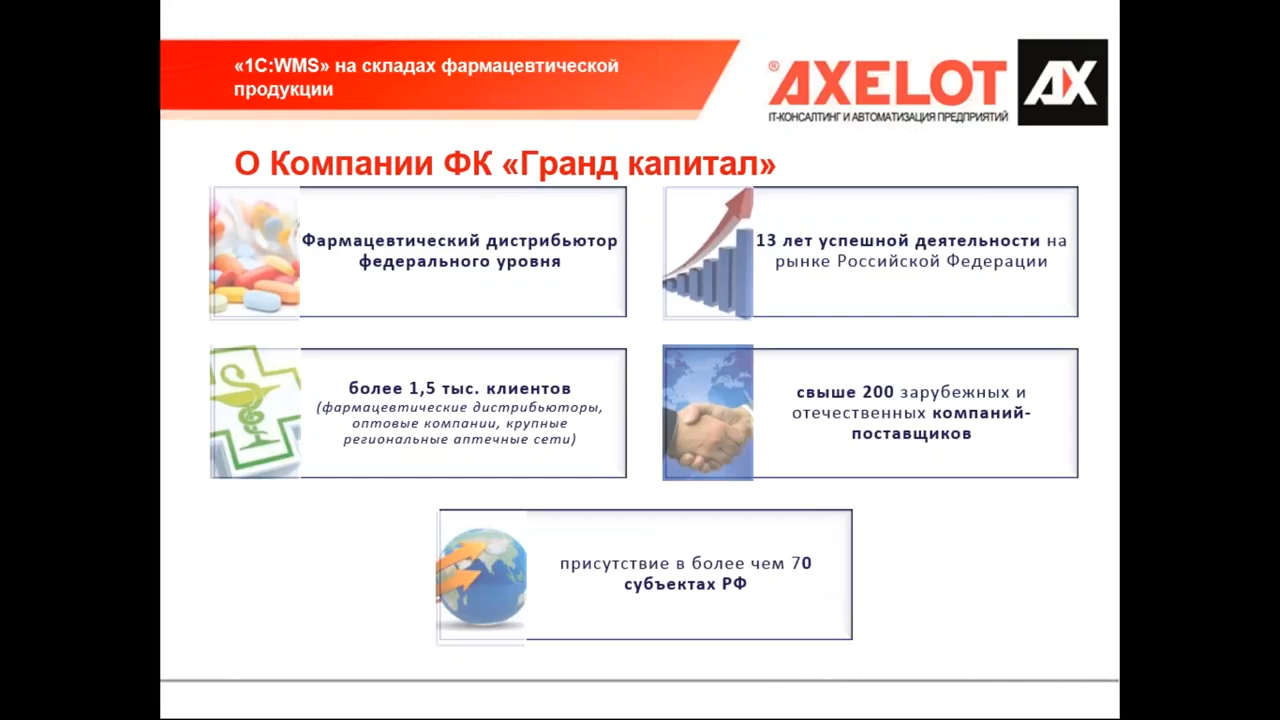 «1С:WMS» на складах фармацевтической
продукции
® AXELOT
IT-КОНСАЛТИНГ И АВТОМАТИЗАЦИЯ ПРЕДПРИЯТИЙ
AX
О Компании ФК «Гранд капитал»
Фармацевтический дистрибьютор
федерального уровня
13 лет успешной деятельности на
рынке Российской Федерации
более 1,5 тыс. клиентов
(фармацевтические дистрибьюторы,
оптовые компании, крупные
региональные аптечные сети)
свыше 200 зарубежных и
отечественных компаний-
поставщиков
присутствие в более чем 70
субъектах РФ